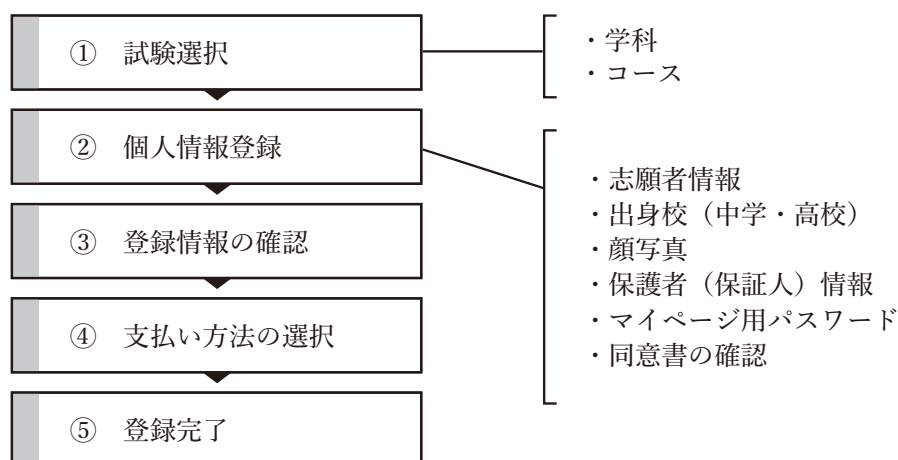 ① 試験選択
・学科
・コース
② 個人情報登録
・志願者情報
・出身校（中学・高校）
・顔写真
・保護者（保証人）情報
・マイページ用パスワード
・同意書の確認
③ 登録情報の確認
④ 支払い方法の選択
⑤ 登録完了